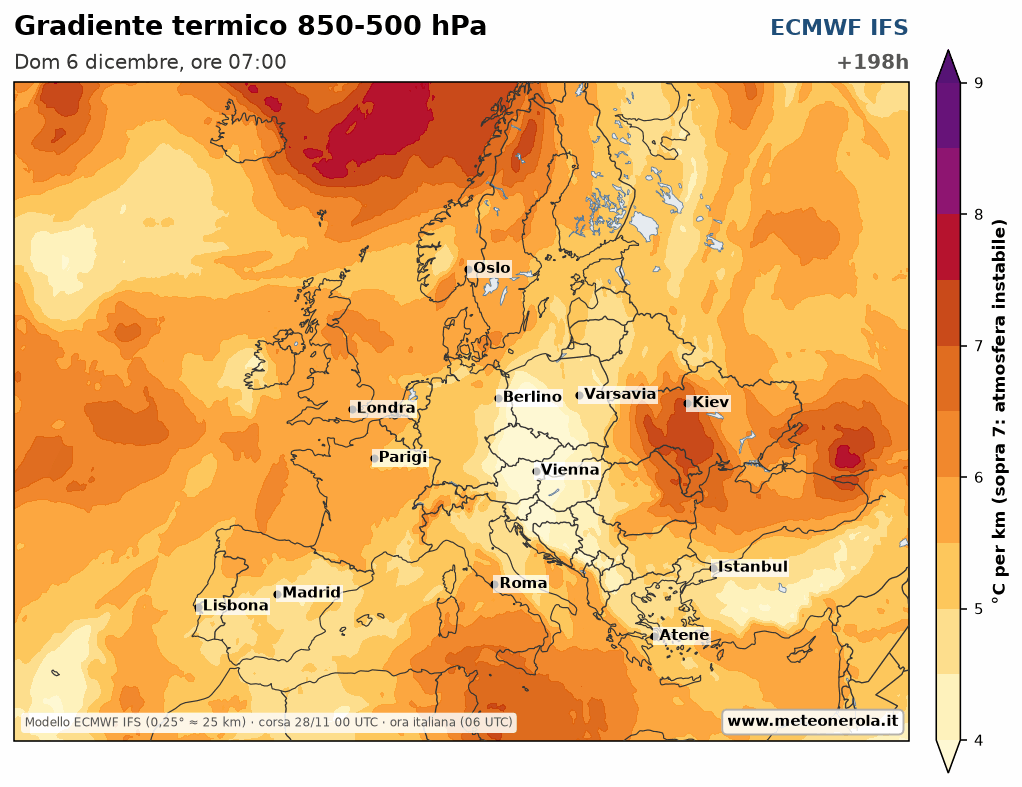 Gradiente termico 850-500 hPa
ECMWF IFS
Dom 6 dicembre, ore 07:00
+198h
9
8
7
6
5
4
°C per km (sopra 7: atmosfera instabile)
Oslo
Berlino
Varsavia
Kiev
Londra
Parigi
Vienna
Istanbul
Roma
Madrid
Lisbona
Atene
Modello ECMWF IFS (0,25° ≈ 25 km) · corsa 28/11 00 UTC · ora italiana (06 UTC)
www.meteonerola.it